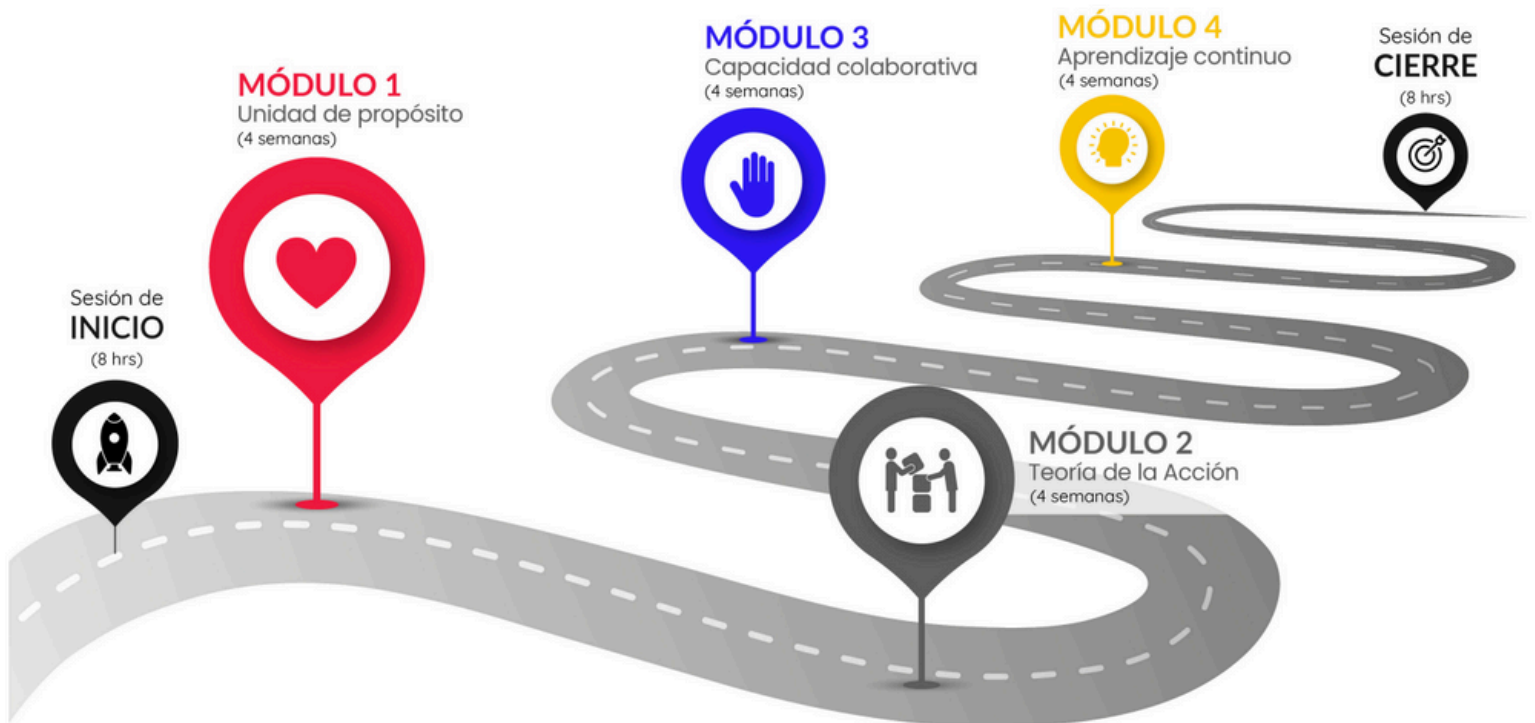 Sesión de
INICIO
(8 hrs)
MÓDULO 1
Unidad de propósito
(4 semanas)
MÓDULO 2
Teoría de la Acción
(4 semanas)
MÓDULO 3
Capacidad colaborativa
(4 semanas)
MÓDULO 4
Aprendizaje continuo
(4 semanas)
Sesión de
CIERRE
(8 hrs)